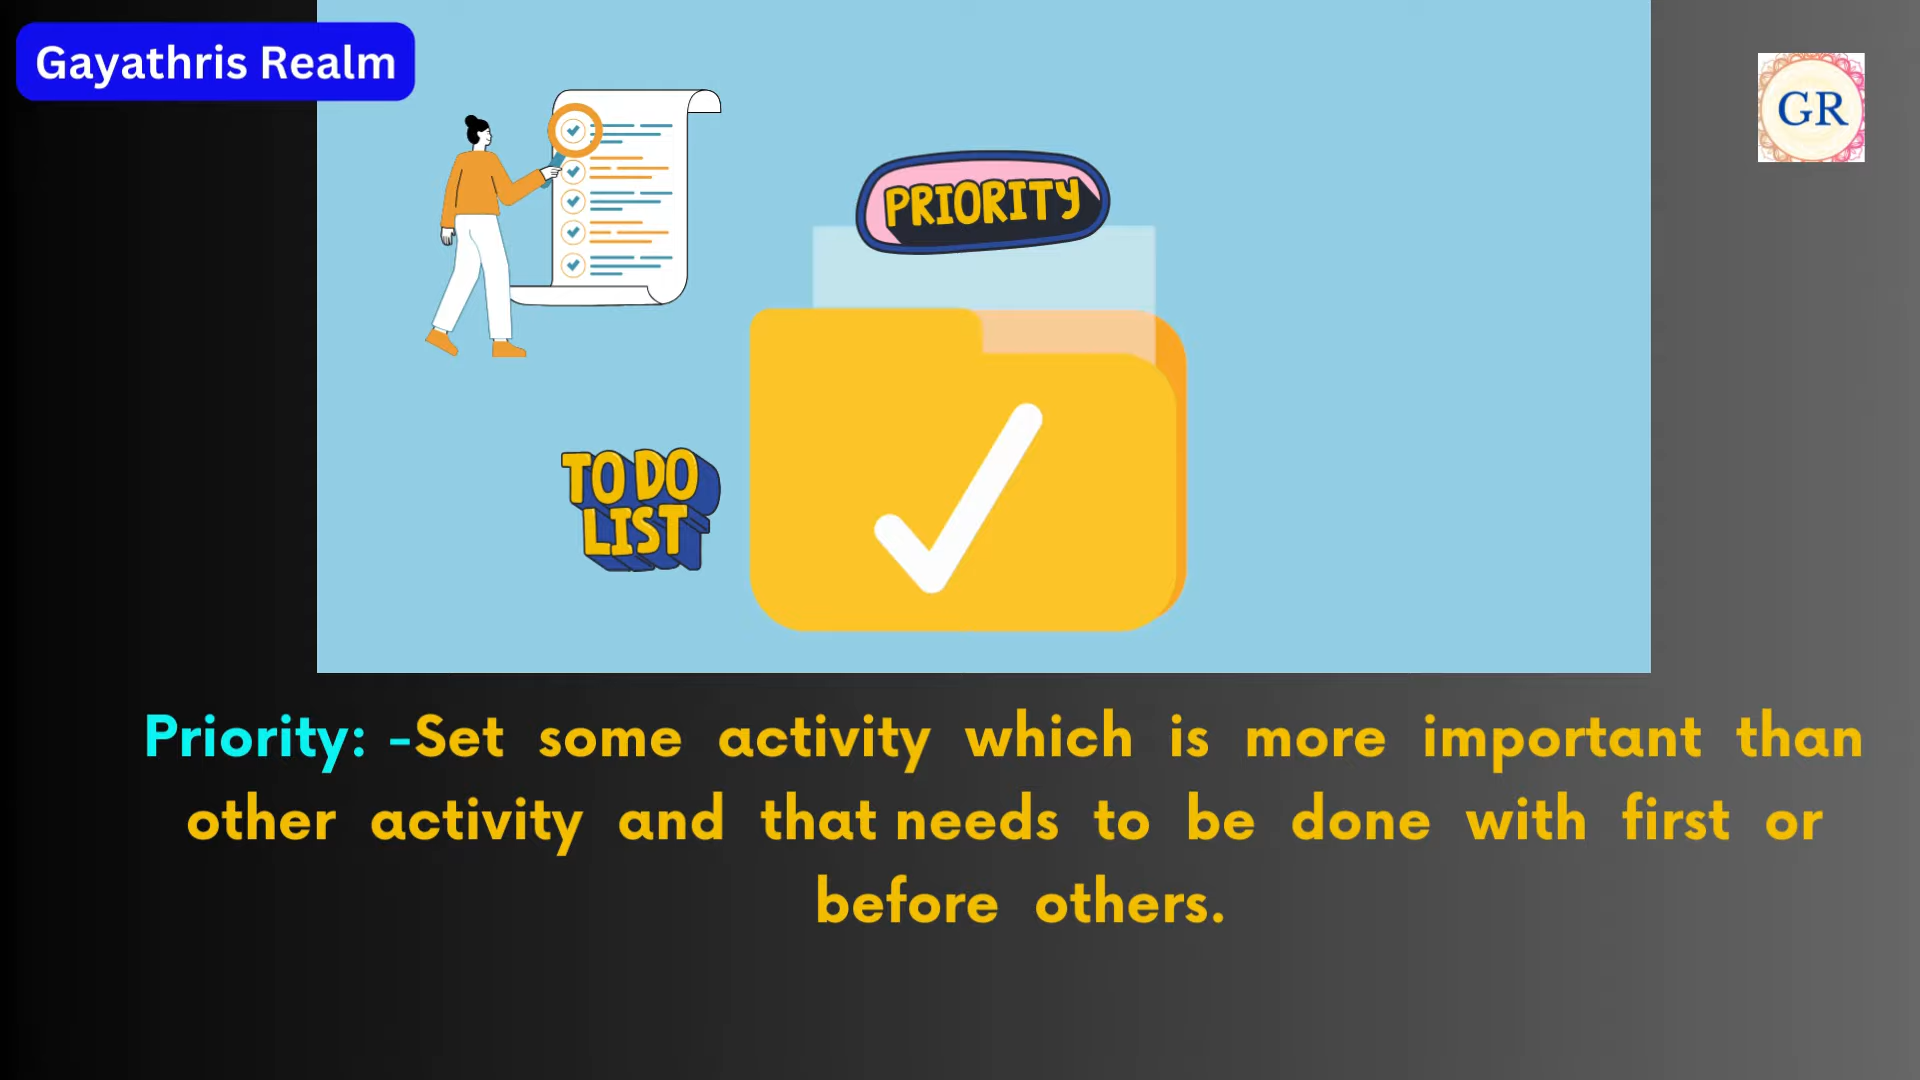 Gayathris Realm
GR
PRIORITY
TO DO
LIST
Priority: -Set some activity which is more important than
other activity and that needs to be done with first or
before others.